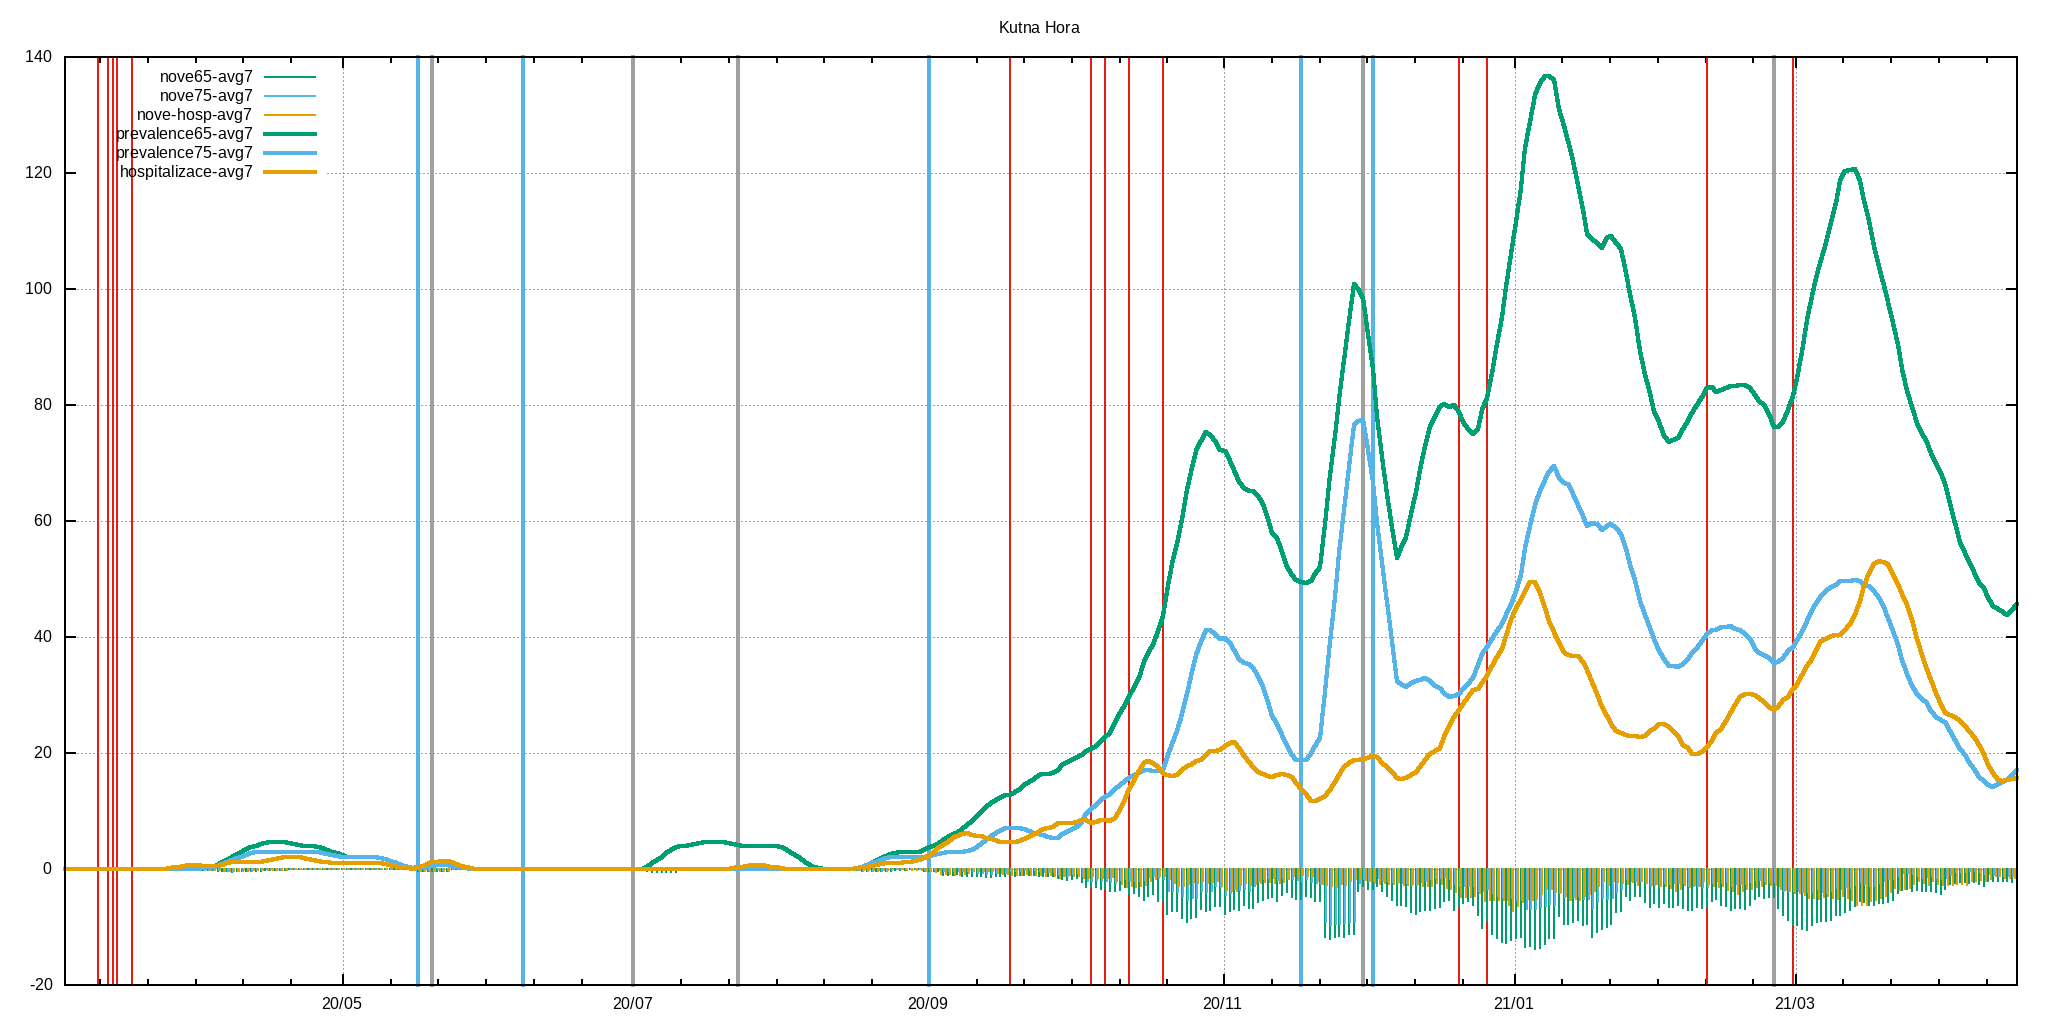 Kutna Hora
140
120
100
80
60
40
20
0
-20
nove65-avg7
nove75-avg7
nove-hosp-avg7
prevalence65-avg7
prevalence75-avg7
hospitalizace-avg7
20/05 20/07 20/09 20/11 21/01 21/03